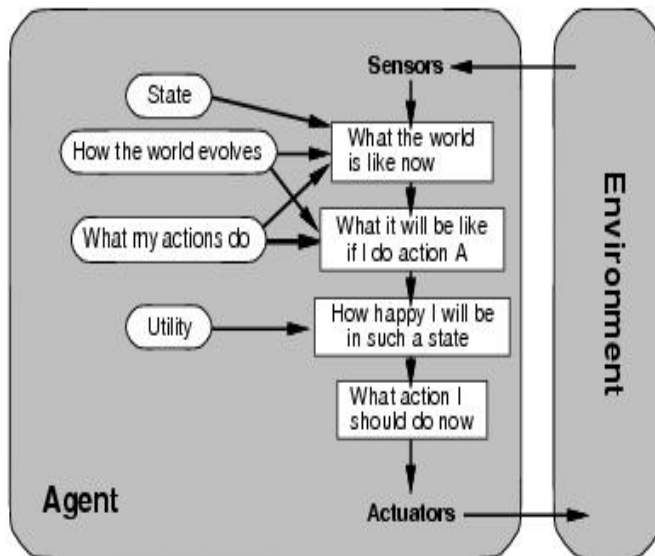 Sensors
State
What the world
is like now
How the world evolves
What my actions do
What it will be like
if I do action A
Utility
How happy I will be
in such a state
What action I
should do now
Agent
Actuators
Environment